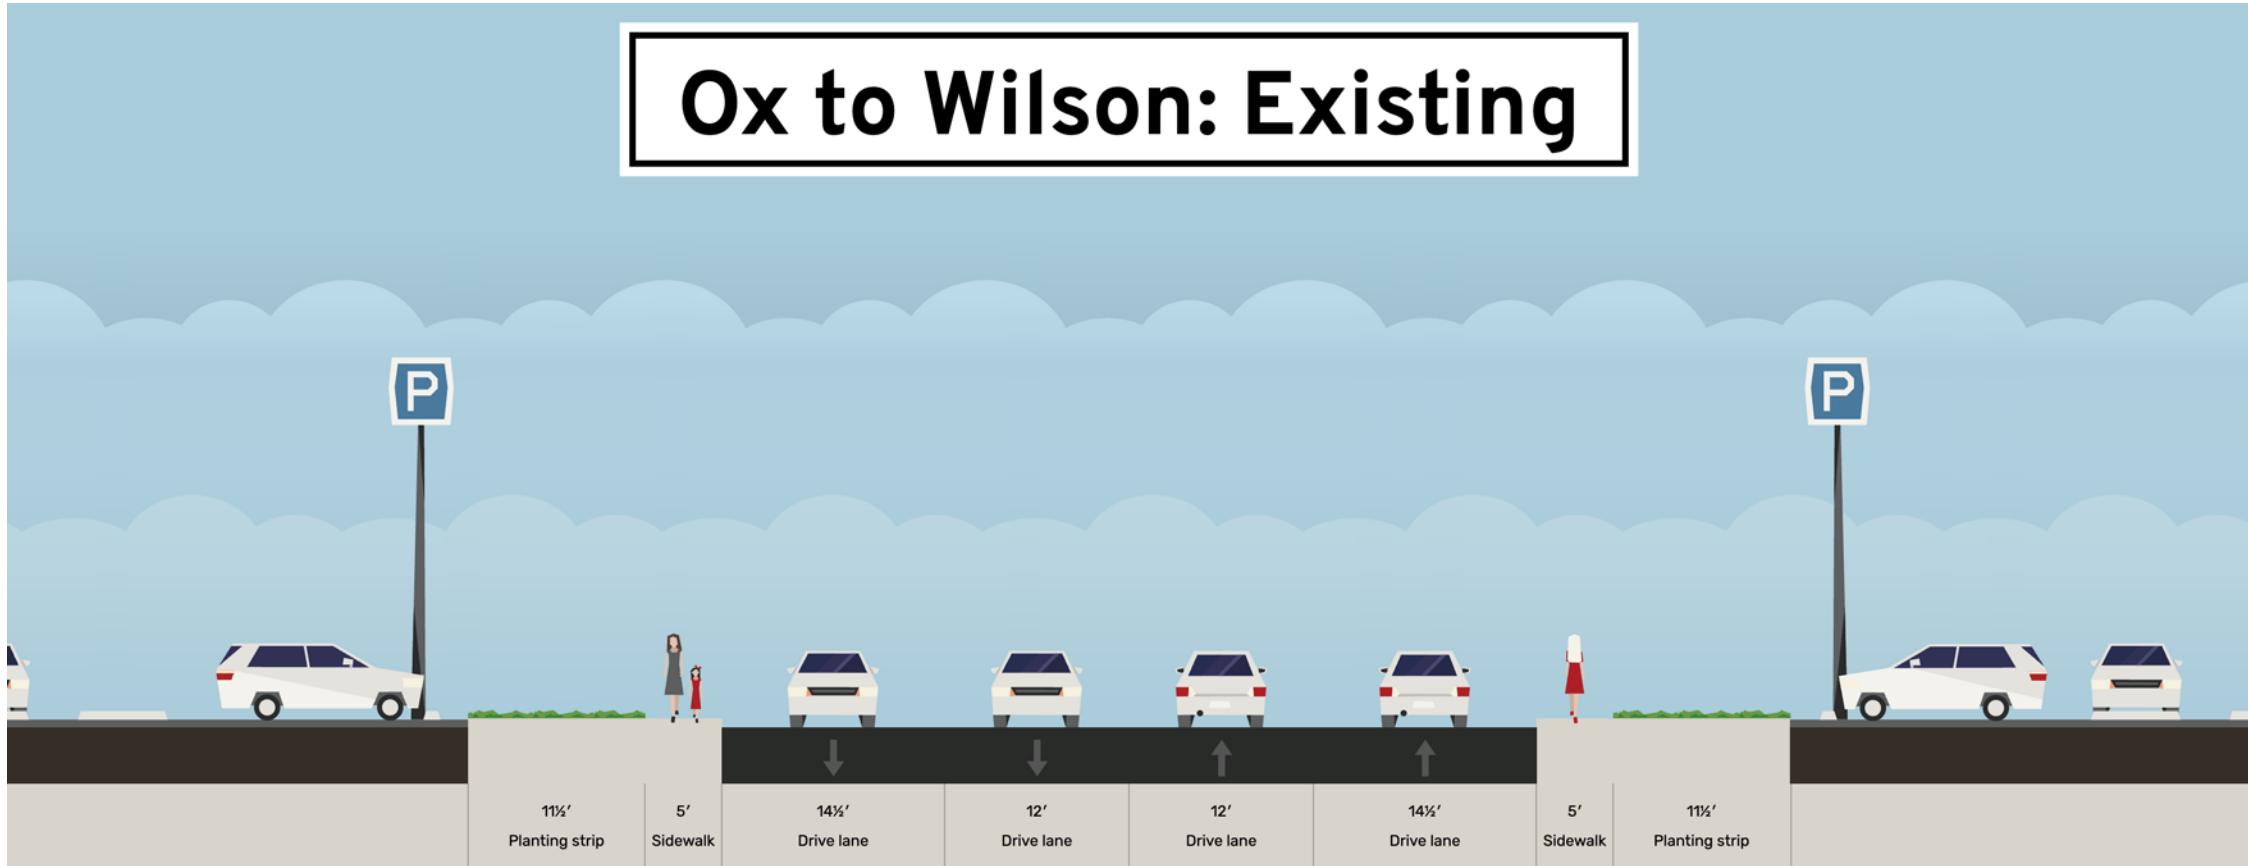 Ox to Wilson: Existing
P
P
11½′
Planting strip
5′
Sidewalk
14½′
Drive lane
12′
Drive lane
12′
Drive lane
14½′
Drive lane
5′
Sidewalk
11½′
Planting strip